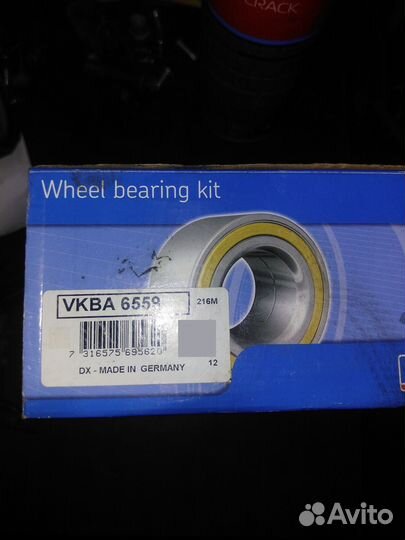 CRACK
Wheel bearing kit
VKBA 6559
216M
7 316575 695620
12
DX - MADE IN GERMANY
Avito